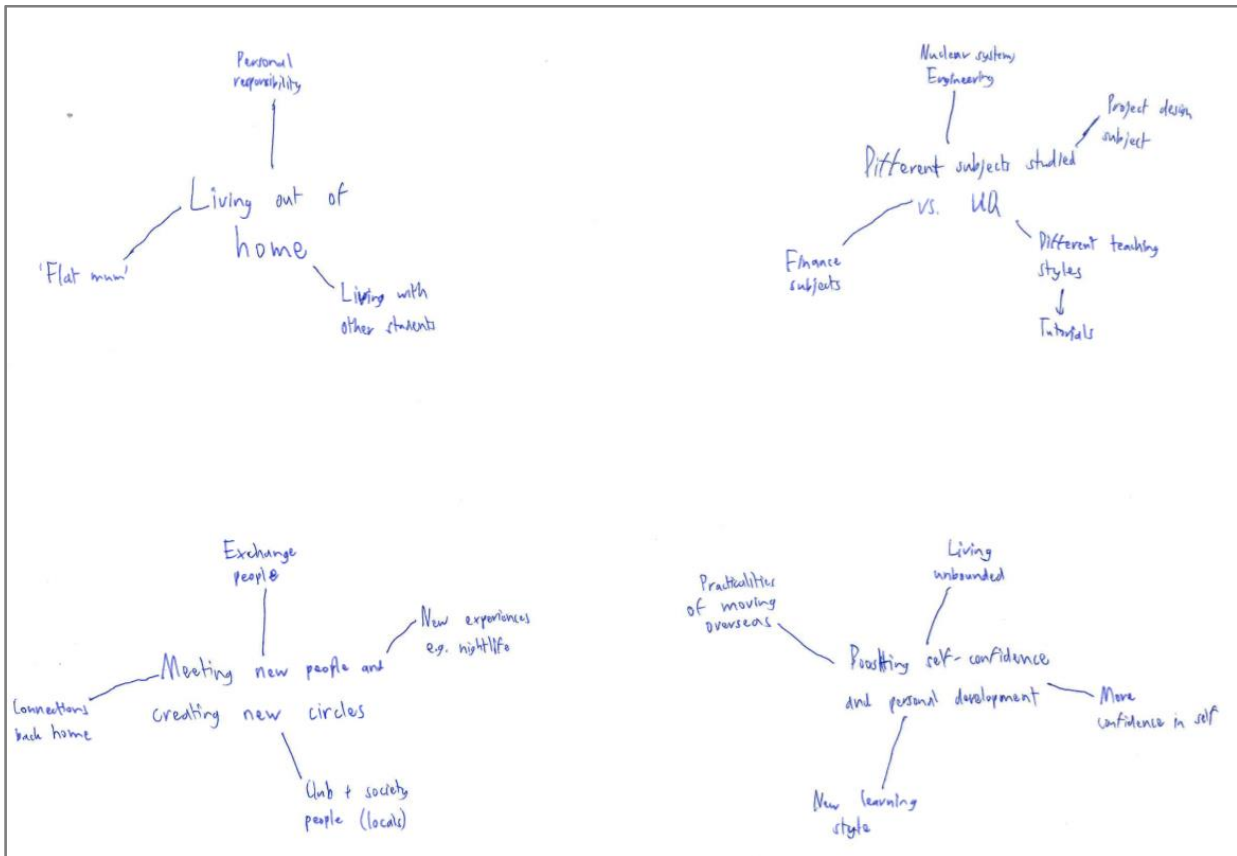 Personal
responsibility
Living out of
home
'Flat mum'
Living with
other students
Nuclear systems
Engineering
Project design
subject
Different subjects studied
vs. UQ
Finance
subjects
Different teaching
styles
Tutorials
Exchange
people
New experiences
e.g. nightlife
Meeting new people and
creating new circles
Connections
back home
Club + society
people (locals)
Living
unbounded
Practicalities
of moving
overseas
Boosting self-confidence
and personal development
More
confidence in self
New learning
style